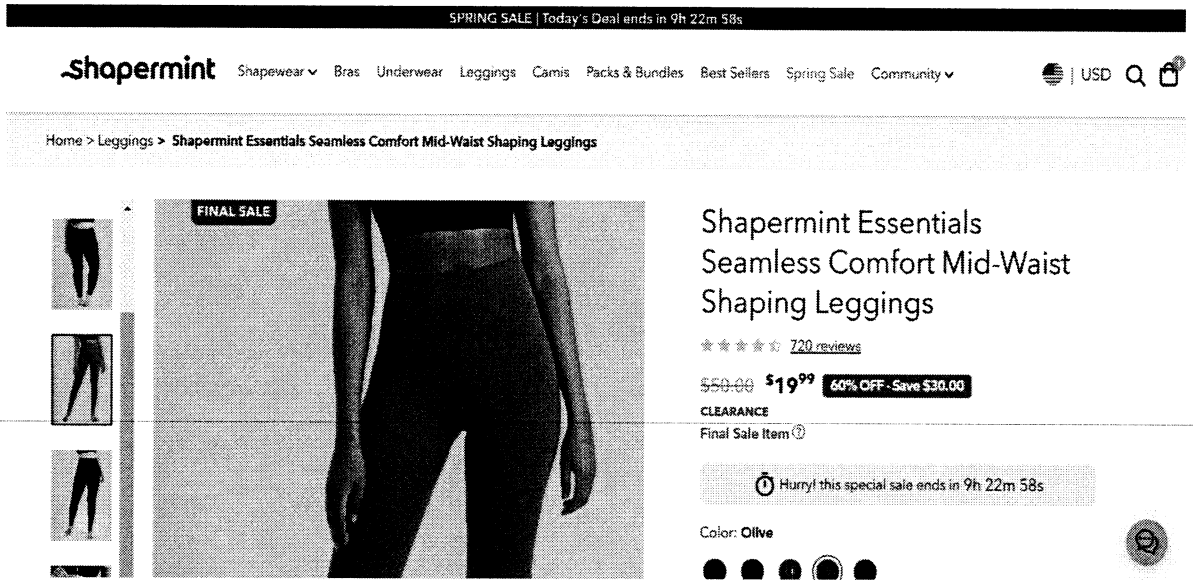 SPRING SALE | Today's Deal ends in 9h 22m 58s
shapermint
Shapewear Bras Underwear Leggings Camis Packs & Bundles Best Sellers Spring Sale Community
| USD
Home > Leggings > Shapermint Essentials Seamless Comfort Mid-Waist Shaping Leggings
FINAL SALE
Shapermint Essentials
Seamless Comfort Mid-Waist
Shaping Leggings
720 reviews
$50.00 $19.99 60% OFF - Save $30.00
CLEARANCE
Final Sale Item ?
Hurry! this special sale ends in 9h 22m 58s
Color: Olive